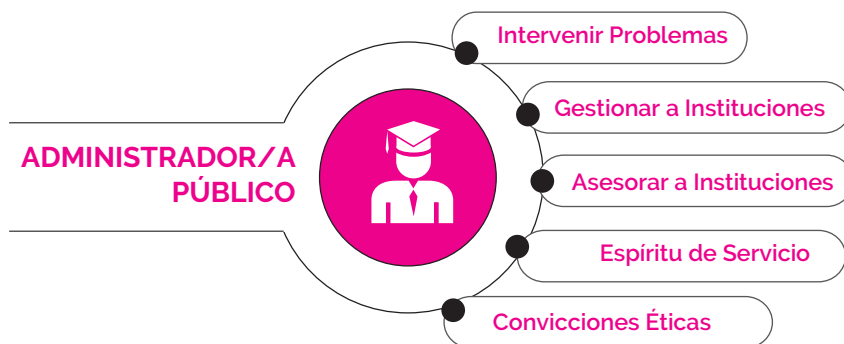 ADMINISTRADOR/A
PÚBLICO
Intervenir Problemas
Gestionar a Instituciones
Asesorar a Instituciones
Espíritu de Servicio
Convicciones Éticas